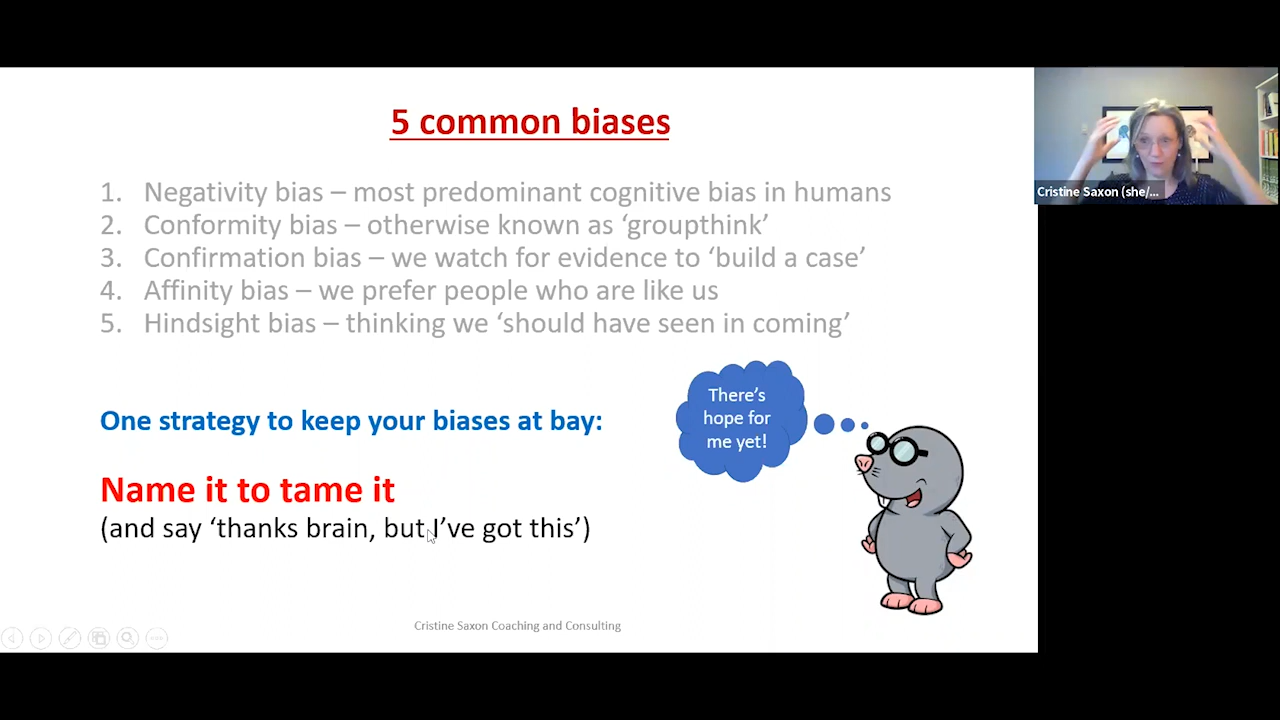 5 common biases
1. Negativity bias – most predominant cognitive bias in humans
2. Conformity bias – otherwise known as ‘groupthink’
3. Confirmation bias – we watch for evidence to ‘build a case’
4. Affinity bias – we prefer people who are like us
5. Hindsight bias – thinking we ‘should have seen in coming’
One strategy to keep your biases at bay:
Name it to tame it
(and say ‘thanks brain, but I’ve got this’)
There’s
hope for
me yet!
Cristine Saxon Coaching and Consulting
Cristine Saxon (she/...